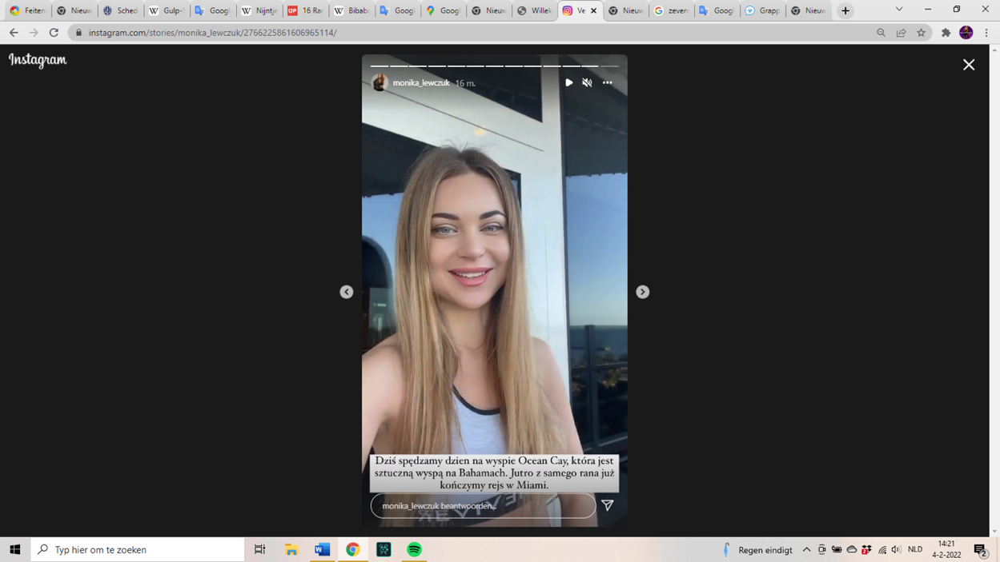 Feiten
Nieuw
Sched
Gulp-S
Googl
Nijntje
16 Ra
Bibab
Googl
Googl
Nieuw
Willek
Ve
Nieuw
zeven
Googl
Grapp
Nieuw
instagram.com/stories/monika_lewczuk/2766225861606965114/
Instagram
monika_lewczuk 16 m.
Dziś spędzamy dzien na wyspie Ocean Cay, która jest
sztuczną wyspą na Bahamach. Jutro z samego rana już
kończymy rejs w Miami.
monika_lewczuk beantwoorden...
Typ hier om te zoeken
Regen eindigt
NLD
14:21
4-2-2022
2